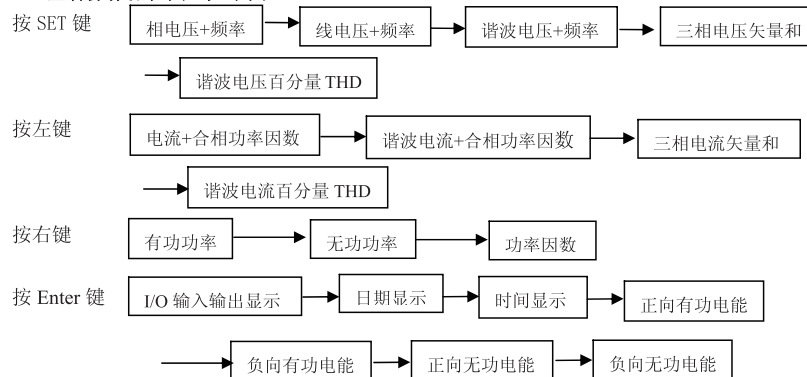 按 SET 键 相电压+频率 线电压+频率 谐波电压+频率 三相电压矢量和
谐波电压百分量 THD
按左键 电流+合相功率因数 谐波电流+合相功率因数 三相电流矢量和
谐波电流百分量 THD
按右键 有功功率 无功功率 功率因数
按 Enter 键 I/O 输入输出显示 日期显示 时间显示 正向有功电能
负向有功电能 正向无功电能 负向无功电能